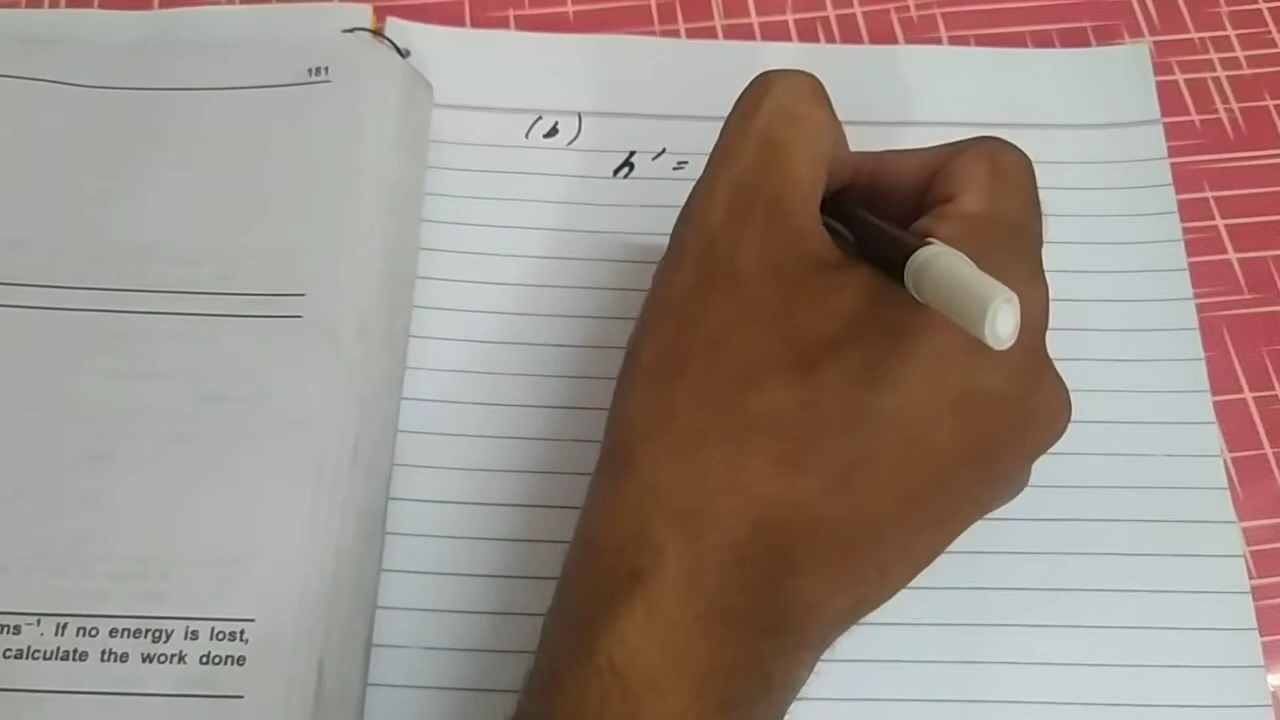 181
(b)
h' =
ms⁻¹. If no energy is lost,
calculate the work done